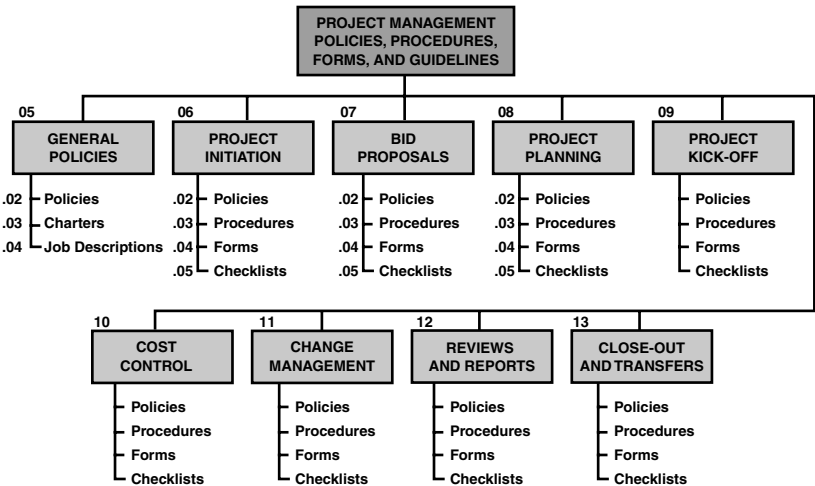 PROJECT MANAGEMENT
POLICIES, PROCEDURES,
FORMS, AND GUIDELINES
05
GENERAL
POLICIES
.02 Policies
.03 Charters
.04 Job Descriptions
06
PROJECT
INITIATION
.02 Policies
.03 Procedures
.04 Forms
.05 Checklists
07
BID
PROPOSALS
.02 Policies
.03 Procedures
.04 Forms
.05 Checklists
08
PROJECT
PLANNING
.02 Policies
.03 Procedures
.04 Forms
.05 Checklists
09
PROJECT
KICK-OFF
Policies
Procedures
Forms
Checklists
10
COST
CONTROL
Policies
Procedures
Forms
Checklists
11
CHANGE
MANAGEMENT
Policies
Procedures
Forms
Checklists
12
REVIEWS
AND REPORTS
Policies
Procedures
Forms
Checklists
13
CLOSE-OUT
AND TRANSFERS
Policies
Procedures
Forms
Checklists